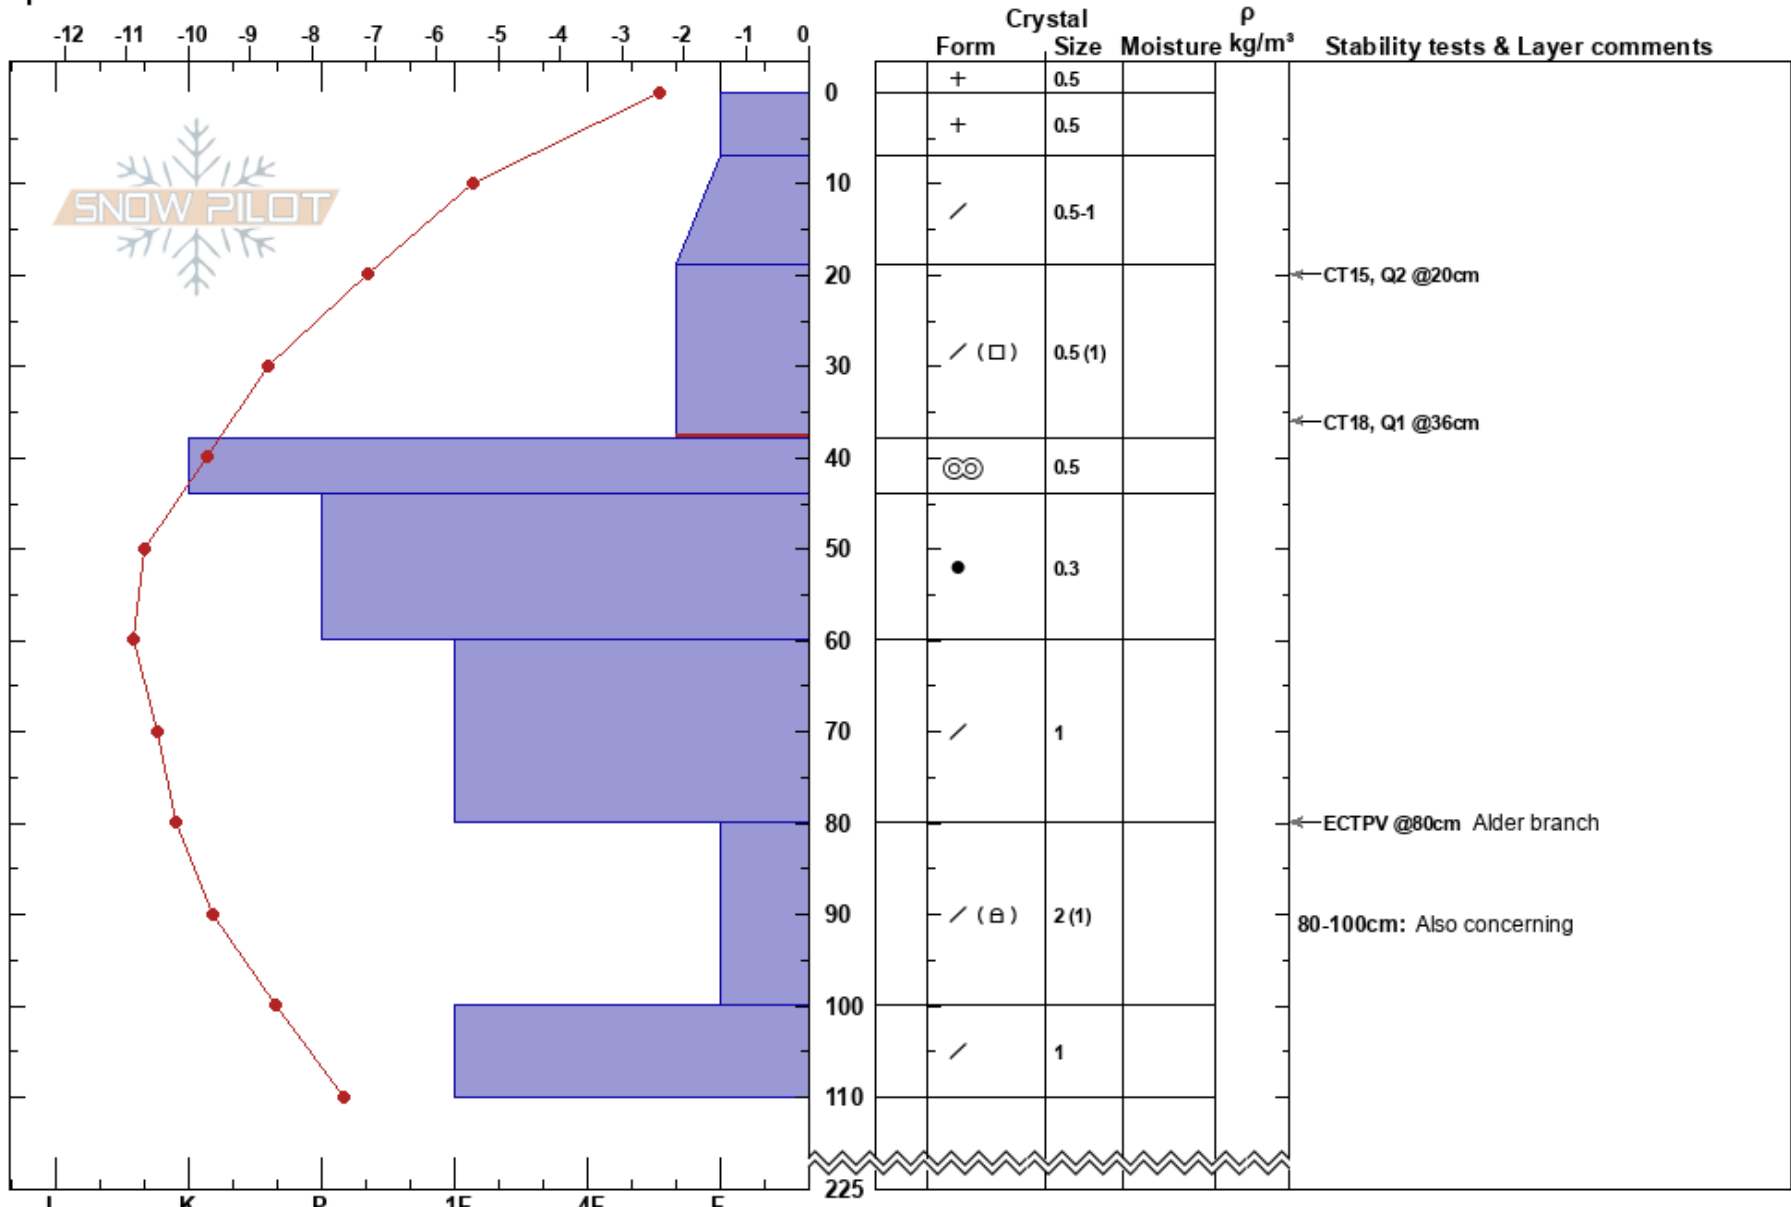 Crystal ρ
-12 -11 -10 -9 -8 -7 -6 -5 -4 -3 -2 -1 0
Form Size Moisture kg/m³ Stability tests & Layer comments
+ 0.5
0
+ 0.5
SNOW PILOT
10
/ 0.5-1
20 CT15, Q2 @20cm
/ (□) 0.5 (1)
30
CT18, Q1 @36cm
40
0.5
50
● 0.3
60
70 / 1
80 ECTPV @80cm Alder branch
90 / ( ) 2 (1)
80-100cm: Also concerning
100
/ 1
110
225
I K P 1F 4F F